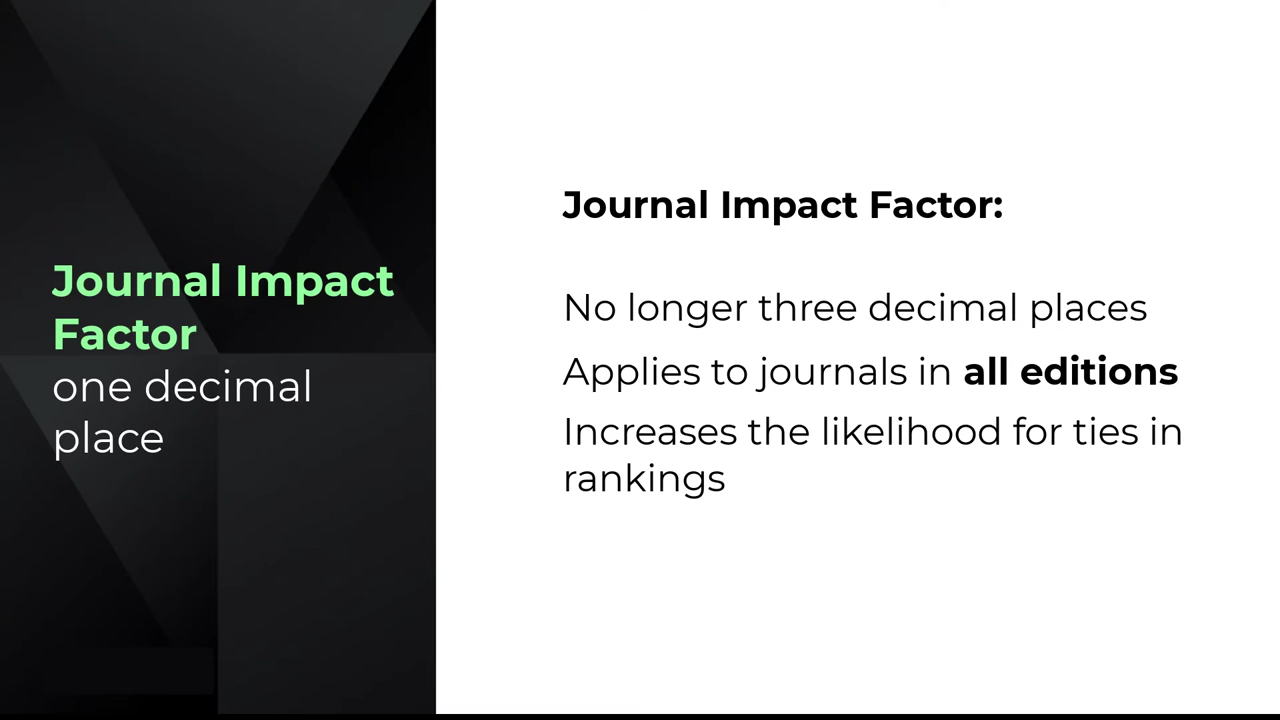 Journal Impact
Factor
one decimal
place
Journal Impact Factor:
No longer three decimal places
Applies to journals in all editions
Increases the likelihood for ties in
rankings